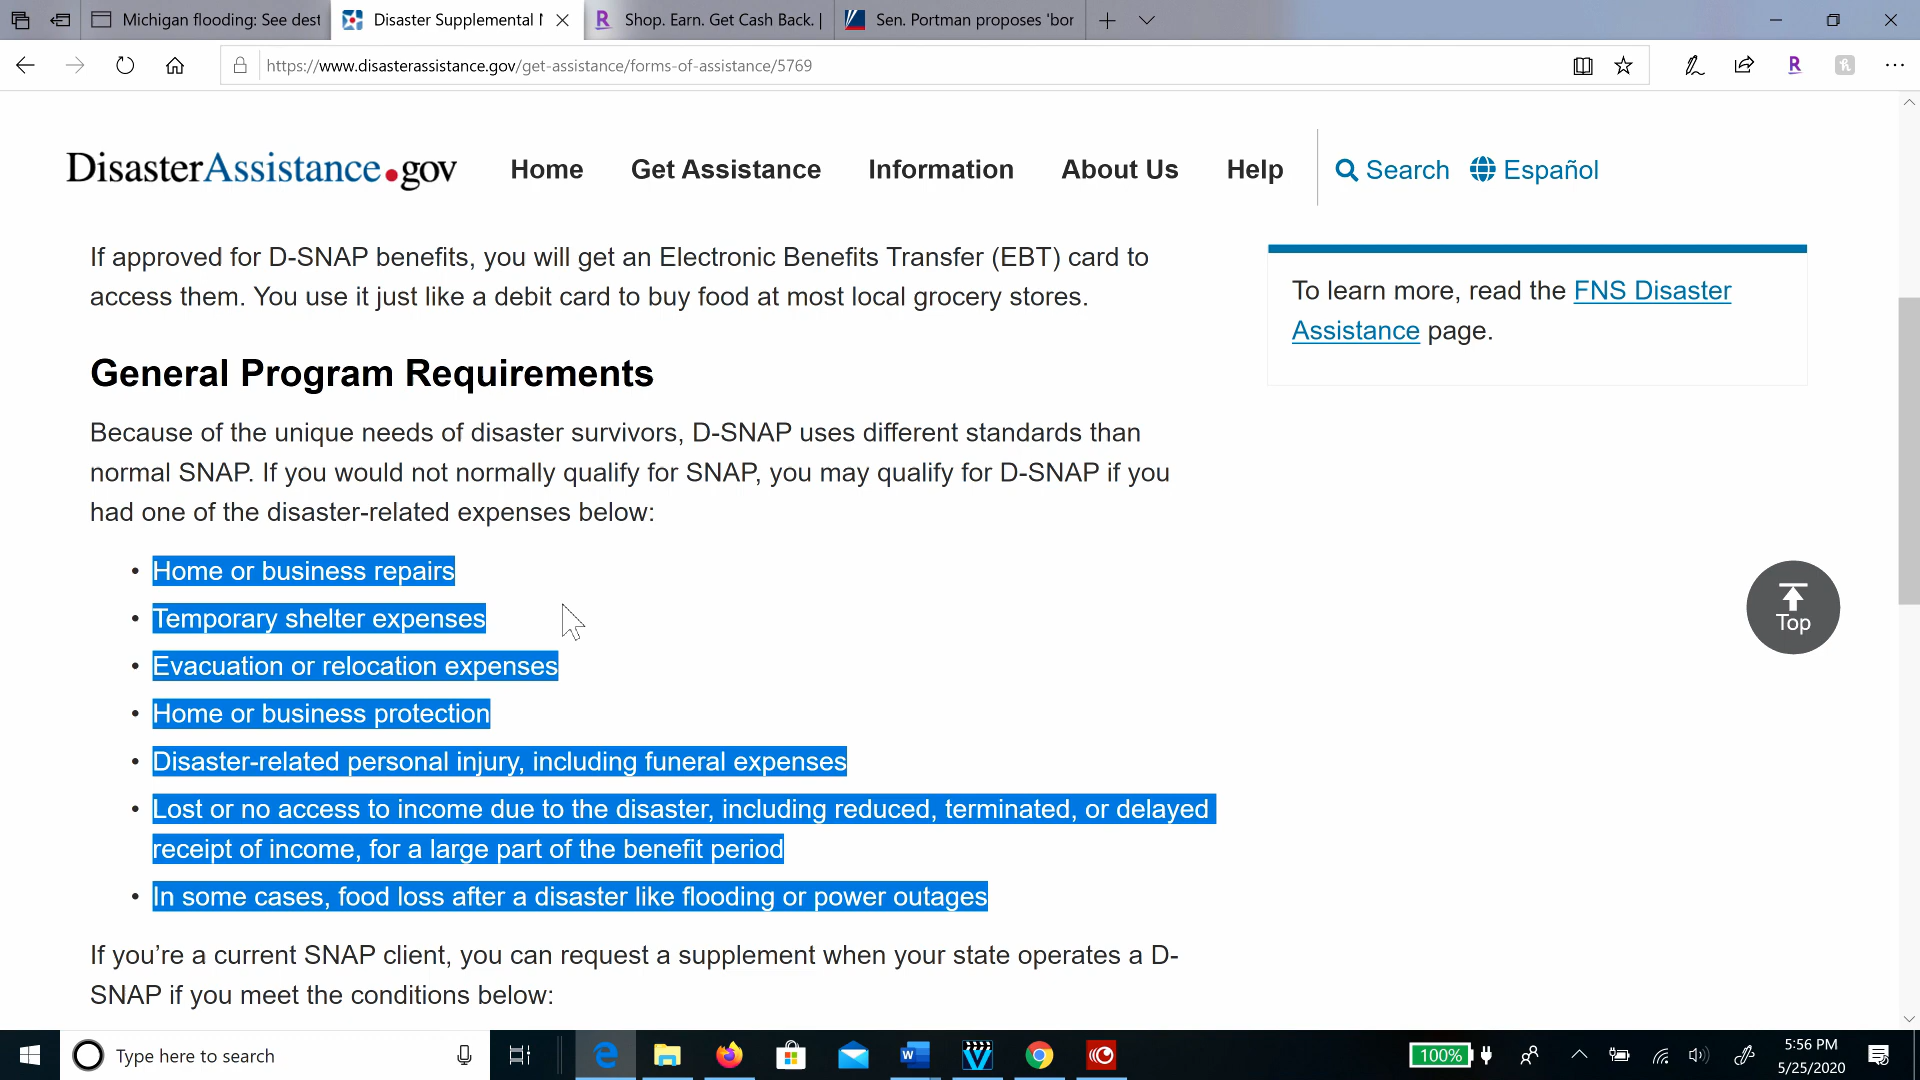 Michigan flooding: See dest
Disaster Supplemental
Shop. Earn. Get Cash Back. |
Sen. Portman proposes 'bor
https://www.disasterassistance.gov/get-assistance/forms-of-assistance/5769
DisasterAssistance.gov
Home
Get Assistance
Information
About Us
Help
Search
Español
If approved for D-SNAP benefits, you will get an Electronic Benefits Transfer (EBT) card to
access them. You use it just like a debit card to buy food at most local grocery stores.
To learn more, read the FNS Disaster
Assistance page.
General Program Requirements
Because of the unique needs of disaster survivors, D-SNAP uses different standards than
normal SNAP. If you would not normally qualify for SNAP, you may qualify for D-SNAP if you
had one of the disaster-related expenses below:
• Home or business repairs
• Temporary shelter expenses
• Evacuation or relocation expenses
• Home or business protection
• Disaster-related personal injury, including funeral expenses
• Lost or no access to income due to the disaster, including reduced, terminated, or delayed
receipt of income, for a large part of the benefit period
• In some cases, food loss after a disaster like flooding or power outages
Top
If you’re a current SNAP client, you can request a supplement when your state operates a D-
SNAP if you meet the conditions below:
Type here to search
100%
5:56 PM
5/25/2020